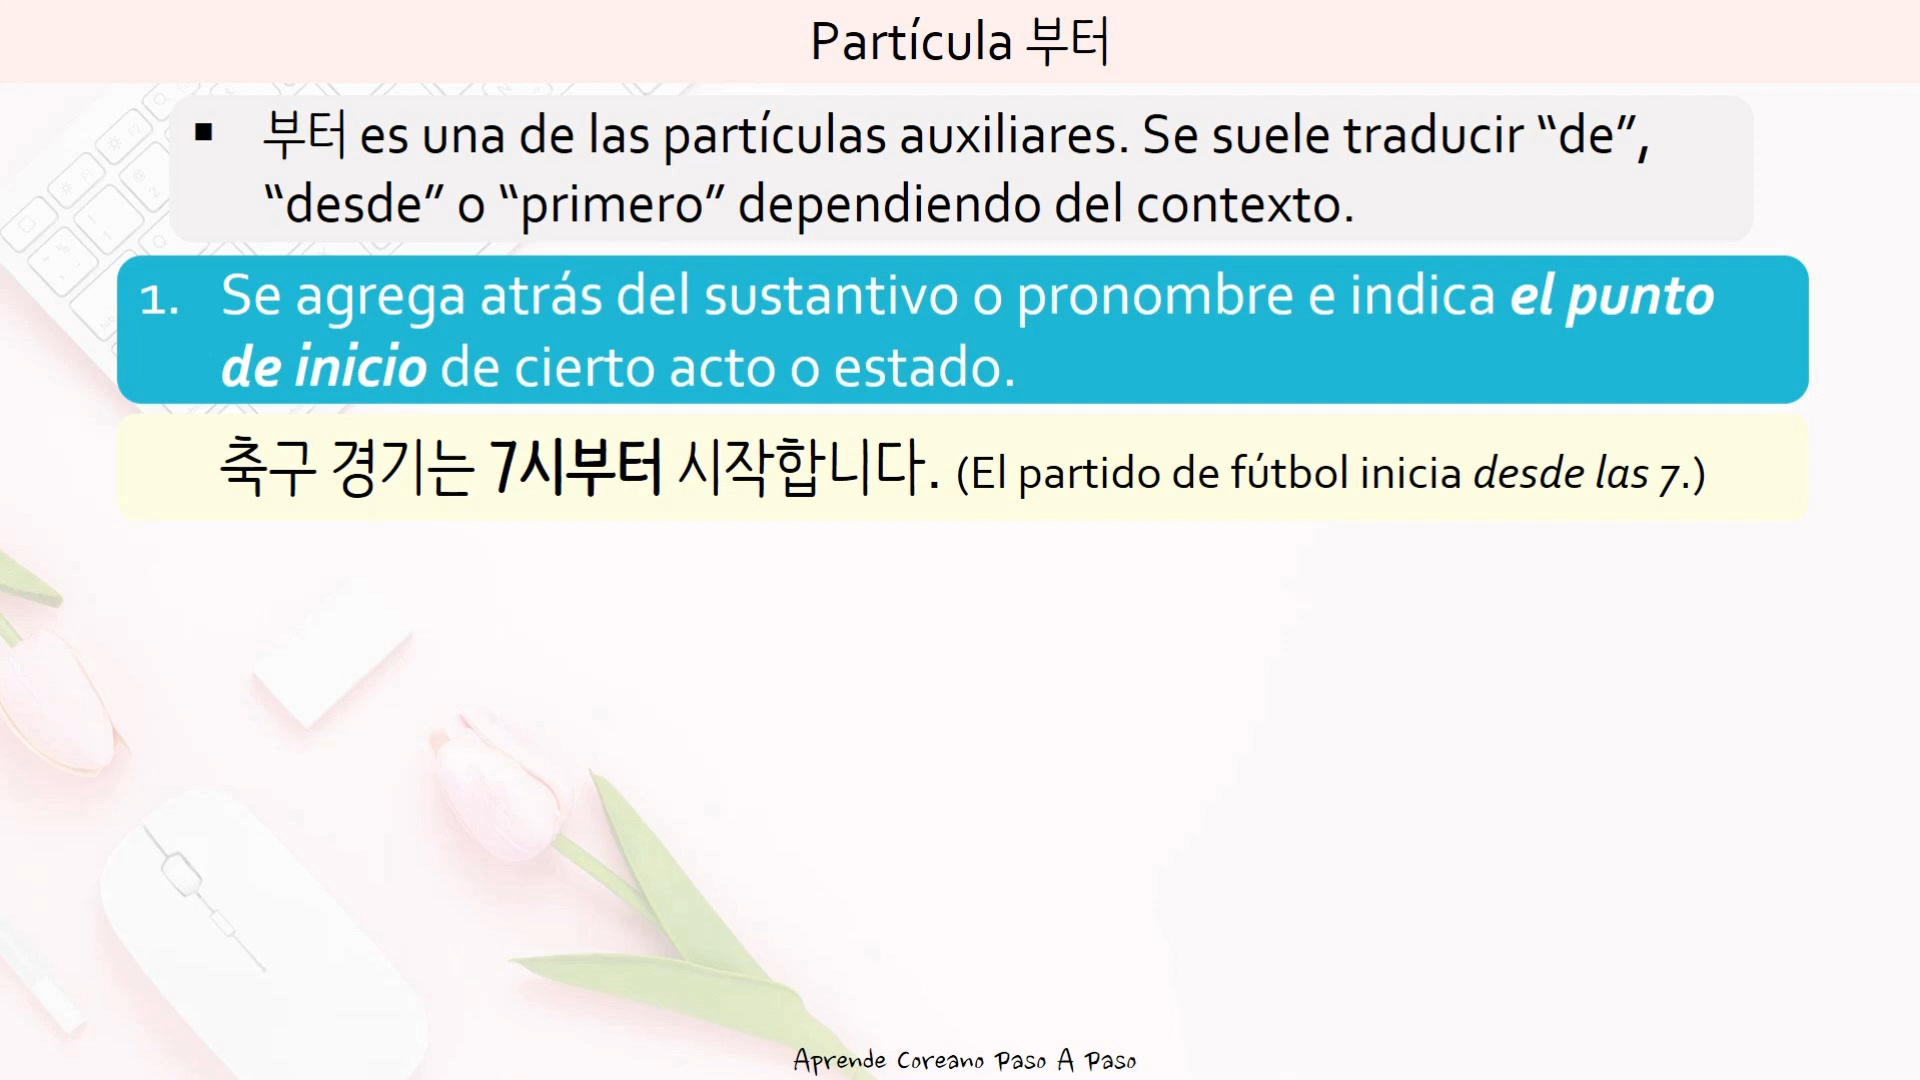 Partícula 부터
▪ 부터 es una de las partículas auxiliares. Se suele traducir “de”,
“desde” o “primero” dependiendo del contexto.
1. Se agrega atrás del sustantivo o pronombre e indica el punto
de inicio de cierto acto o estado.
축구 경기는 7시부터 시작합니다. (El partido de fútbol inicia desde las 7.)
Aprende Coreano Paso A Paso